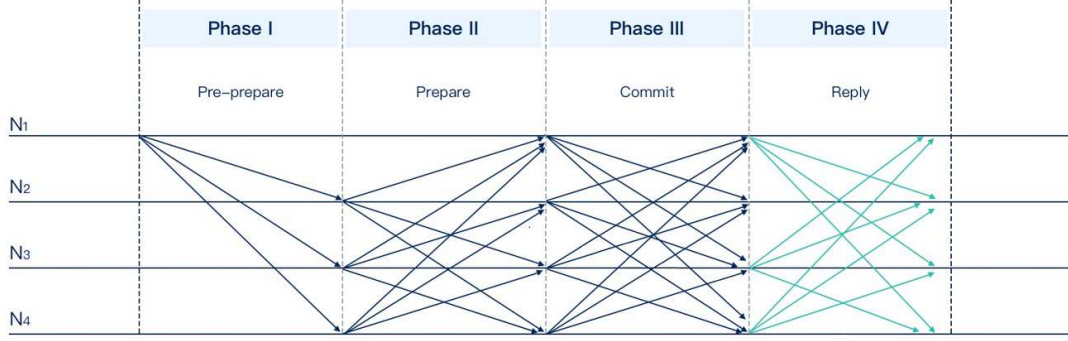 Phase I Phase II Phase III Phase IV
Pre-prepare Prepare Commit Reply
N1
N2
N3
N4